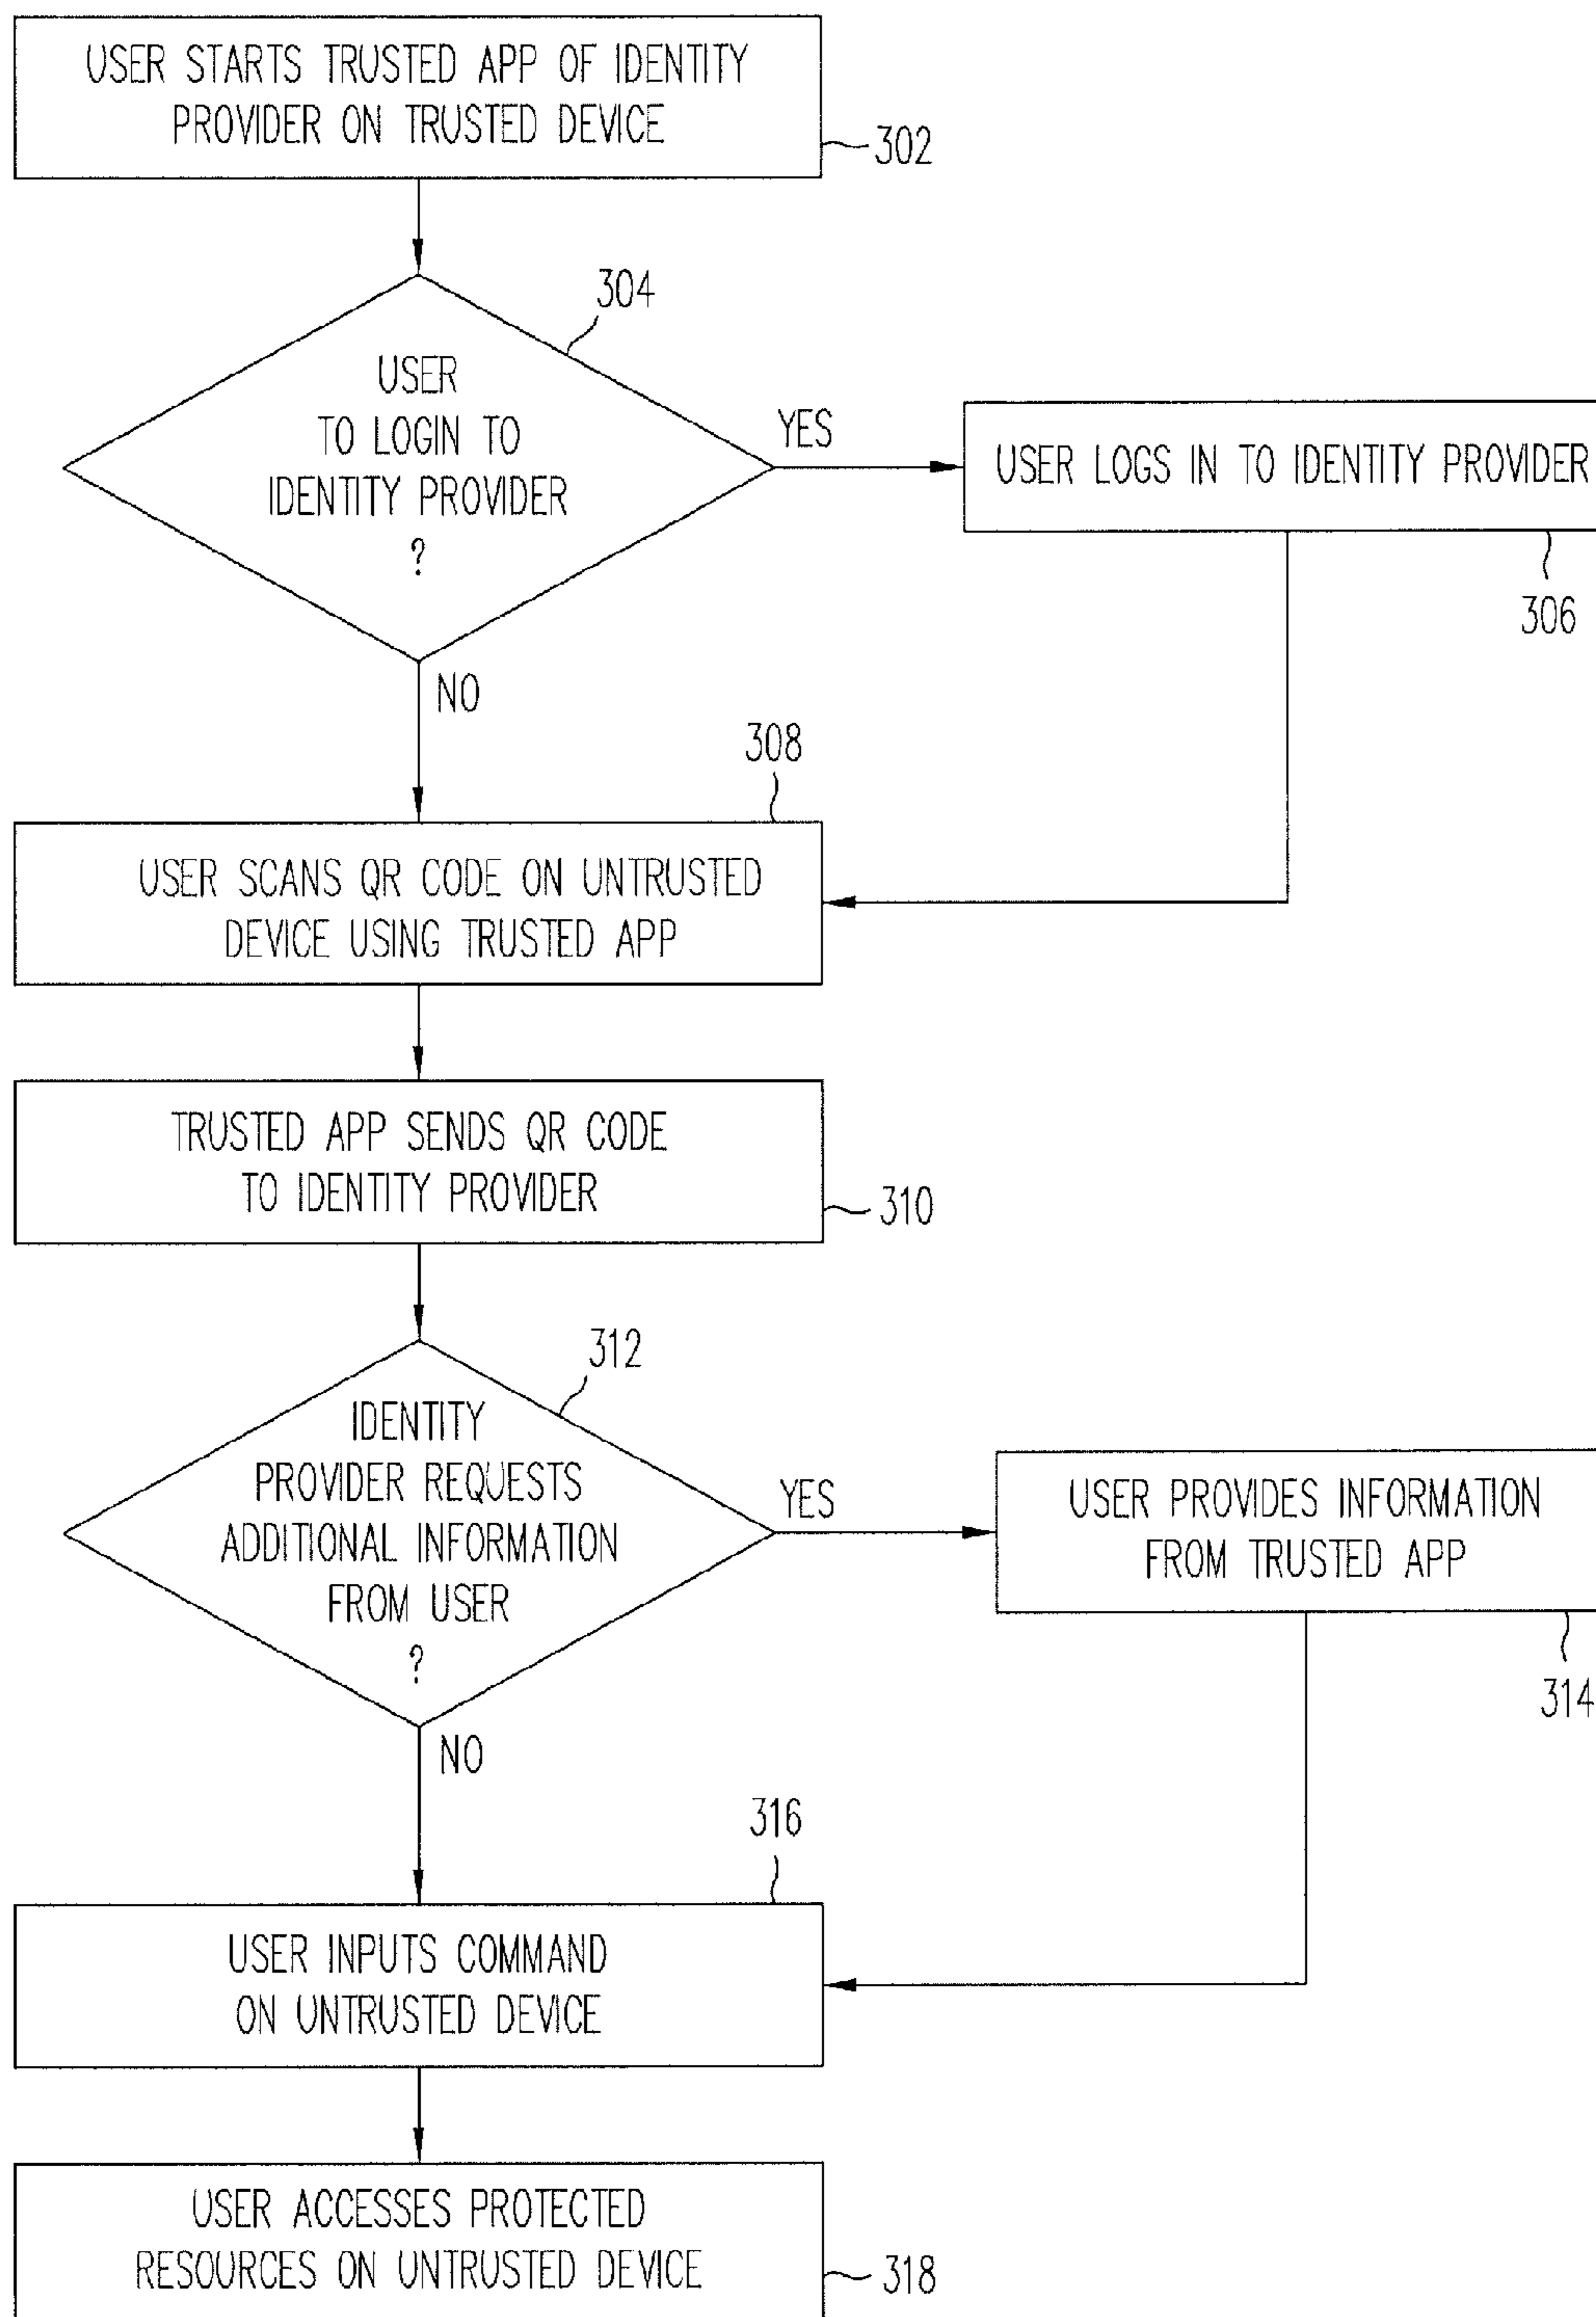 USER STARTS TRUSTED APP OF IDENTITY
PROVIDER ON TRUSTED DEVICE
302
304
USER
TO LOGIN TO
IDENTITY PROVIDER
?
YES
USER LOGS IN TO IDENTITY PROVIDER
306
NO
308
USER SCANS QR CODE ON UNTRUSTED
DEVICE USING TRUSTED APP
TRUSTED APP SENDS QR CODE
TO IDENTITY PROVIDER
310
312
IDENTITY
PROVIDER REQUESTS
ADDITIONAL INFORMATION
FROM USER
?
YES
USER PROVIDES INFORMATION
FROM TRUSTED APP
314
NO
316
USER INPUTS COMMAND
ON UNTRUSTED DEVICE
USER ACCESSES PROTECTED
RESOURCES ON UNTRUSTED DEVICE
318